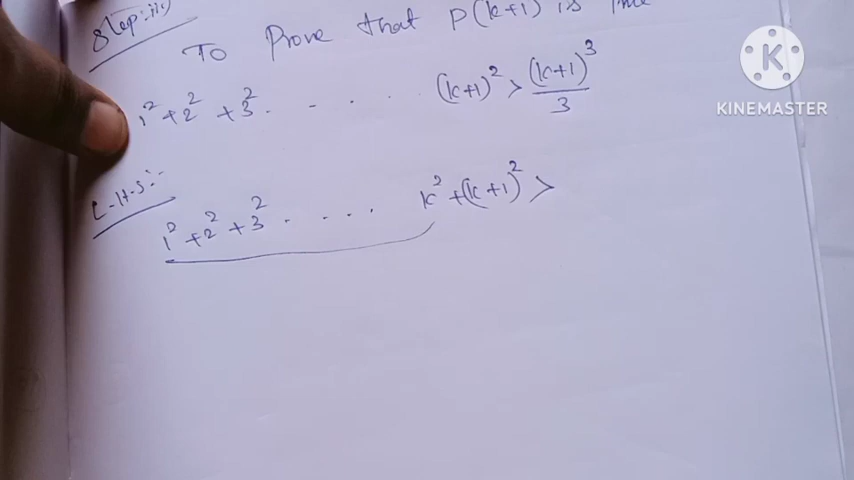 Step:iii)
To Prove that P(k+1) is true
1² + 2² + 3² - - . . . . (k+1)² > (k+1)³/3
L-H-S:-
1² + 2² + 3² - - . . . . k² + (k+1)² >
KINEMASTER